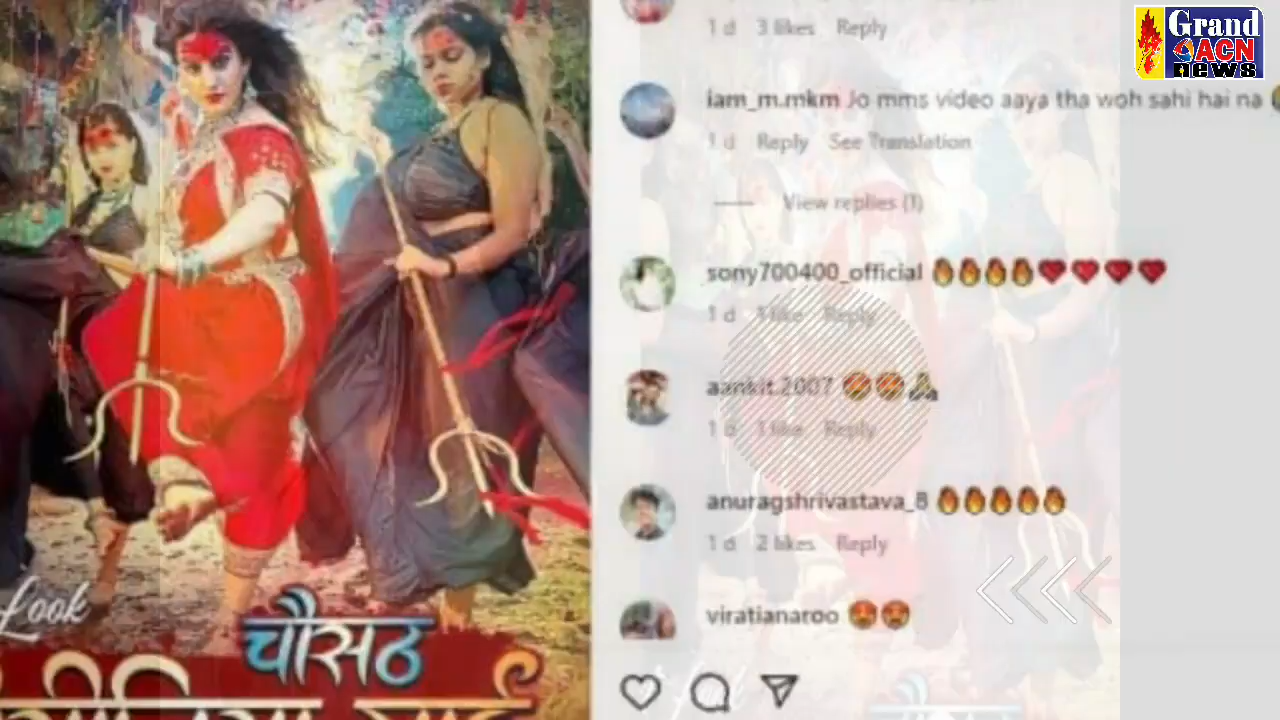 Grand
ACN
news
1 d 3 likes Reply
iam_m.mkm Jo mms video aaya tha woh sahi hai na
1 d Reply See Translation
View replies (1)
sony700400_official
1 d 1 like Reply
aankit.2007
1 d 1 like Reply
anuragshrivastava_8
1 d 2 likes Reply
viratianaroo
Look
चौसठ